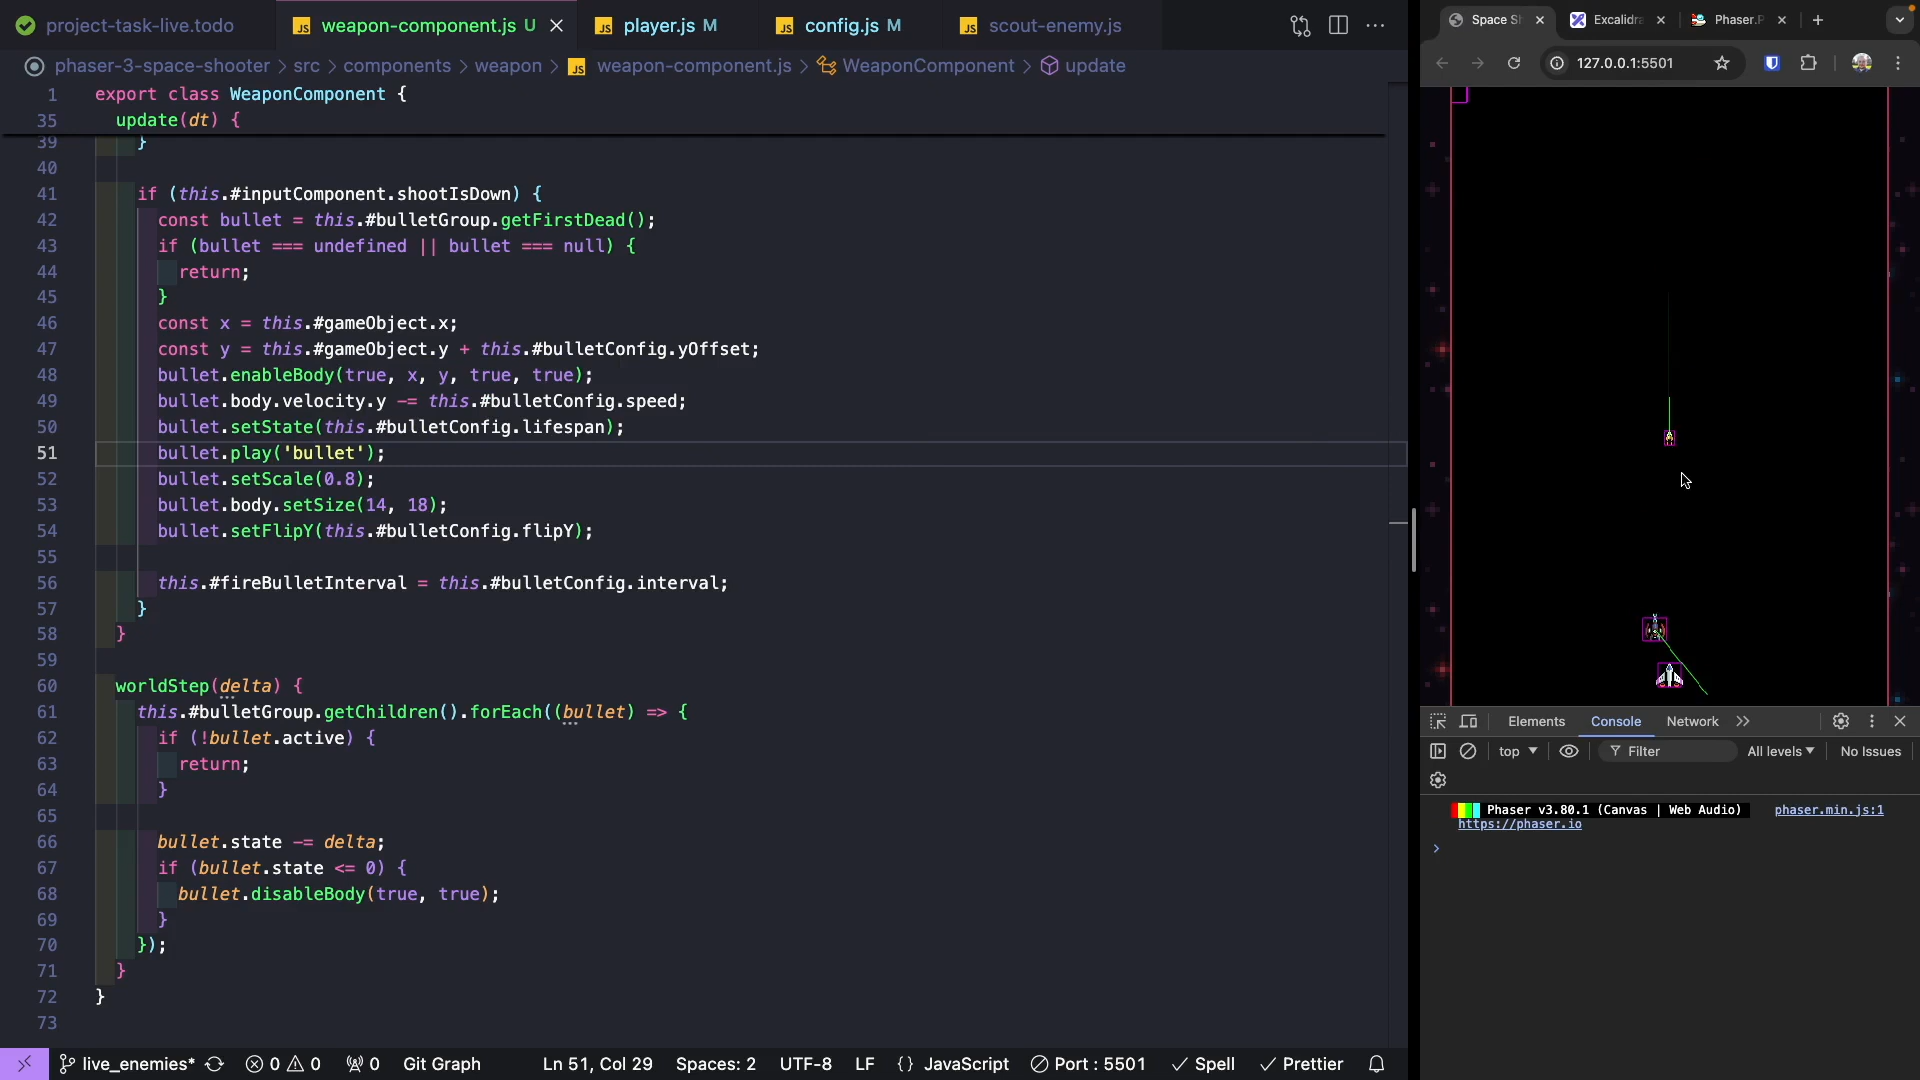 project-task-live.todo
weapon-component.js U
player.js M
config.js M
scout-enemy.js
phaser-3-space-shooter > src > components > weapon > weapon-component.js > WeaponComponent > update
1 export class WeaponComponent {
35 update(dt) {
39 }
40
41 if (this.#inputComponent.shootIsDown) {
42 const bullet = this.#bulletGroup.getFirstDead();
43 if (bullet === undefined || bullet === null) {
44 return;
45 }
46 const x = this.#gameObject.x;
47 const y = this.#gameObject.y + this.#bulletConfig.yOffset;
48 bullet.enableBody(true, x, y, true, true);
49 bullet.body.velocity.y -= this.#bulletConfig.speed;
50 bullet.setState(this.#bulletConfig.lifespan);
51 bullet.play('bullet');
52 bullet.setScale(0.8);
53 bullet.body.setSize(14, 18);
54 bullet.setFlipY(this.#bulletConfig.flipY);
55
56 this.#fireBulletInterval = this.#bulletConfig.interval;
57 }
58 }
59
60 worldStep(delta) {
61 this.#bulletGroup.getChildren().forEach((bullet) => {
62 if (!bullet.active) {
63 return;
64 }
65
66 bullet.state -= delta;
67 if (bullet.state <= 0) {
68 bullet.disableBody(true, true);
69 }
70 });
71 }
72 }
73
live_enemies* 0 0 0 Git Graph Ln 51, Col 29 Spaces: 2 UTF-8 LF {} JavaScript Port : 5501 Spell Prettier
Space S
Excalidr
Phaser.
127.0.0.1:5501
Elements Console Network
top Filter All levels No Issues
Phaser v3.80.1 (Canvas | Web Audio) phaser.min.js:1
https://phaser.io